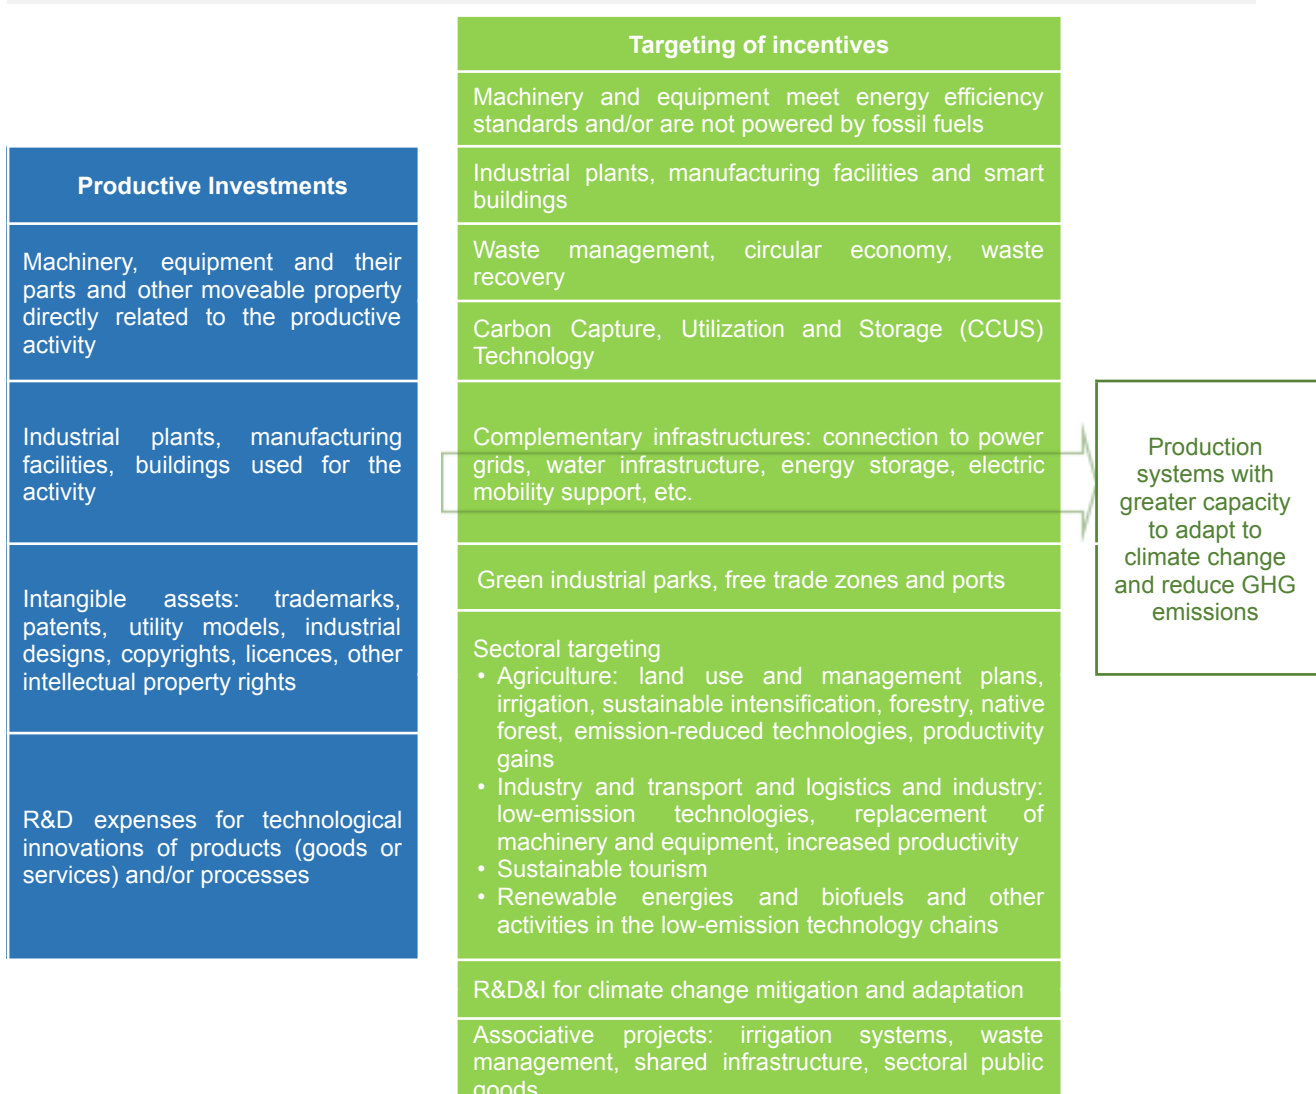 Productive Investments
Machinery, equipment and their
parts and other moveable property
directly related to the productive
activity
Industrial plants, manufacturing
facilities, buildings used for the
activity
Intangible assets: trademarks,
patents, utility models, industrial
designs, copyrights, licences, other
intellectual property rights
R&D expenses for technological
innovations of products (goods or
services) and/or processes
Targeting of incentives
Machinery and equipment meet energy efficiency
standards and/or are not powered by fossil fuels
Industrial plants, manufacturing facilities and smart
buildings
Waste management, circular economy, waste
recovery
Carbon Capture, Utilization and Storage (CCUS)
Technology
Complementary infrastructures: connection to power
grids, water infrastructure, energy storage, electric
mobility support, etc.
Green industrial parks, free trade zones and ports
Sectoral targeting
• Agriculture: land use and management plans,
irrigation, sustainable intensification, forestry, native
forest, emission-reduced technologies, productivity
gains
• Industry and transport and logistics and industry:
low-emission technologies, replacement of
machinery and equipment, increased productivity
• Sustainable tourism
• Renewable energies and biofuels and other
activities in the low-emission technology chains
R&D&I for climate change mitigation and adaptation
Associative projects: irrigation systems, waste
management, shared infrastructure, sectoral public
goods
Production
systems with
greater capacity
to adapt to
climate change
and reduce GHG
emissions